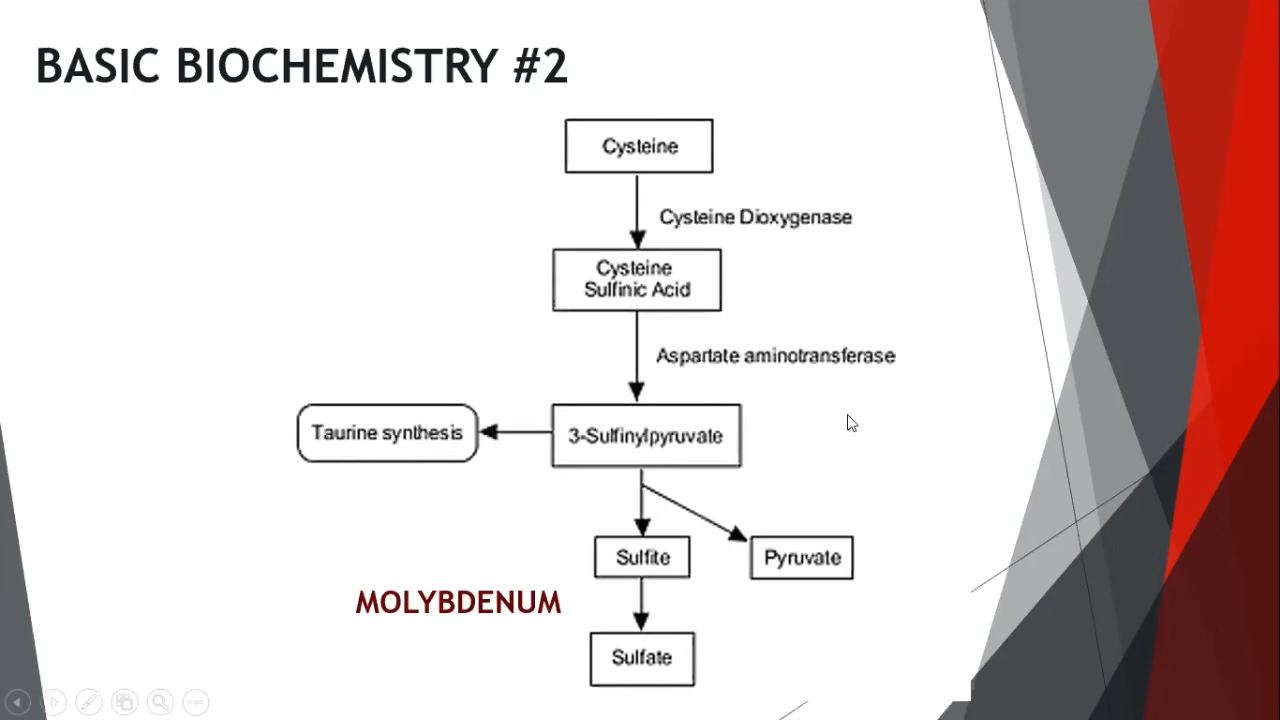 BASIC BIOCHEMISTRY #2
Cysteine
Cysteine Dioxygenase
Cysteine
Sulfinic Acid
Aspartate aminotransferase
Taurine synthesis
3-Sulfinylpyruvate
Sulfite
Pyruvate
MOLYBDENUM
Sulfate